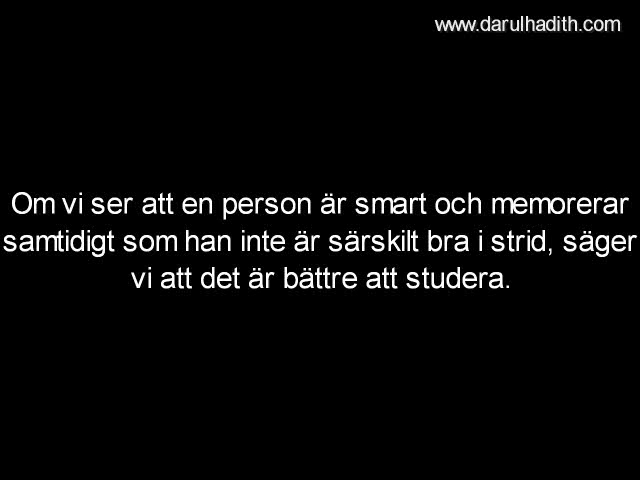 www.darulhadith.com
Om vi ser att en person är smart och memorerar
samtidigt som han inte är särskilt bra i strid, säger
vi att det är bättre att studera.